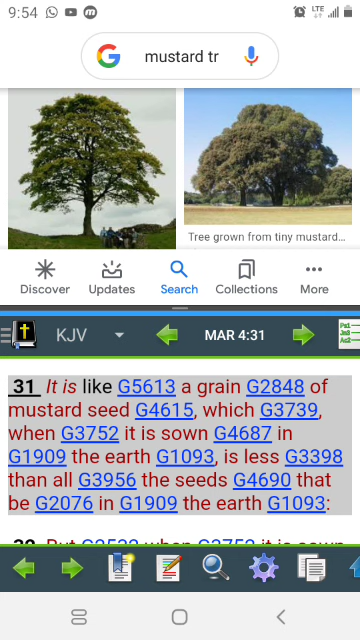 9:54 LTE
mustard tr
Tree grown from tiny mustard...
Discover Updates Search Collections More
KJV MAR 4:31
31 It is like G5613 a grain G2848 of
mustard seed G4615, which G3739,
when G3752 it is sown G4687 in
G1909 the earth G1093, is less G3398
than all G3956 the seeds G4690 that
be G2076 in G1909 the earth G1093: